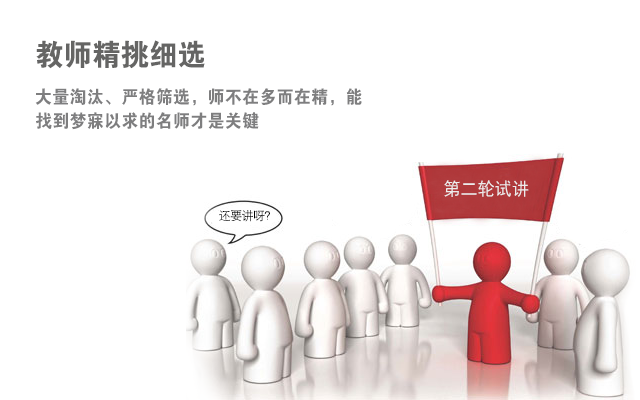 教师精挑细选
大量淘汰、严格筛选，师不在多而在精，能
找到梦寐以求的名师才是关键
第二轮试讲
还要讲呀?